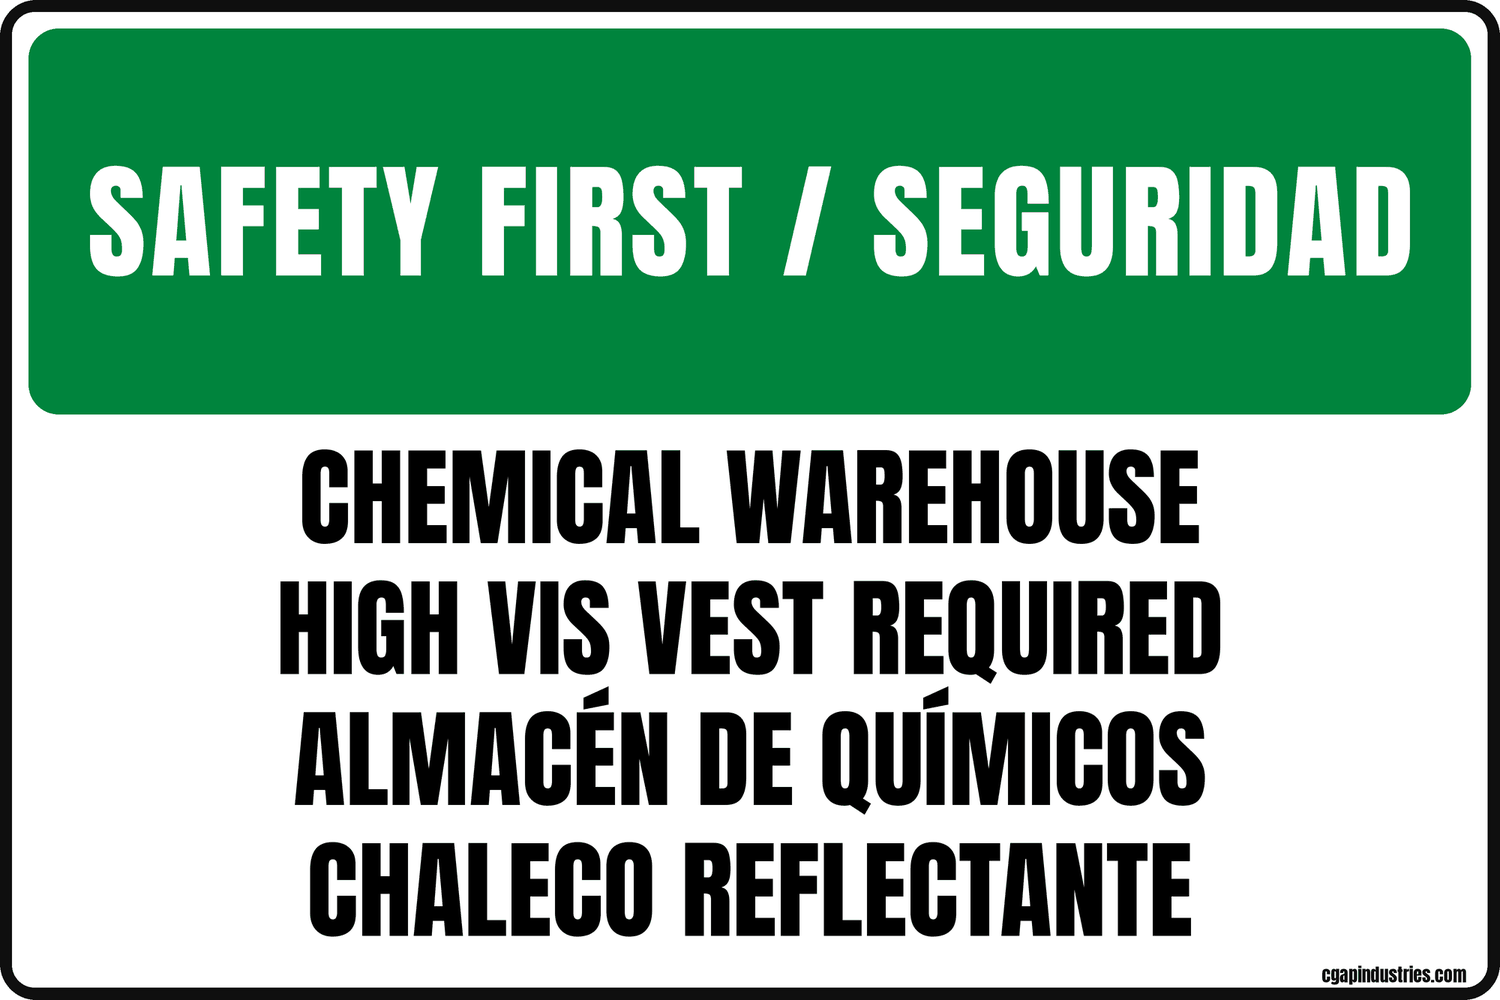 SAFETY FIRST / SEGURIDAD
CHEMICAL WAREHOUSE
HIGH VIS VEST REQUIRED
ALMACÉN DE QUÍMICOS
CHALECO REFLECTANTE
cgapindustries.com